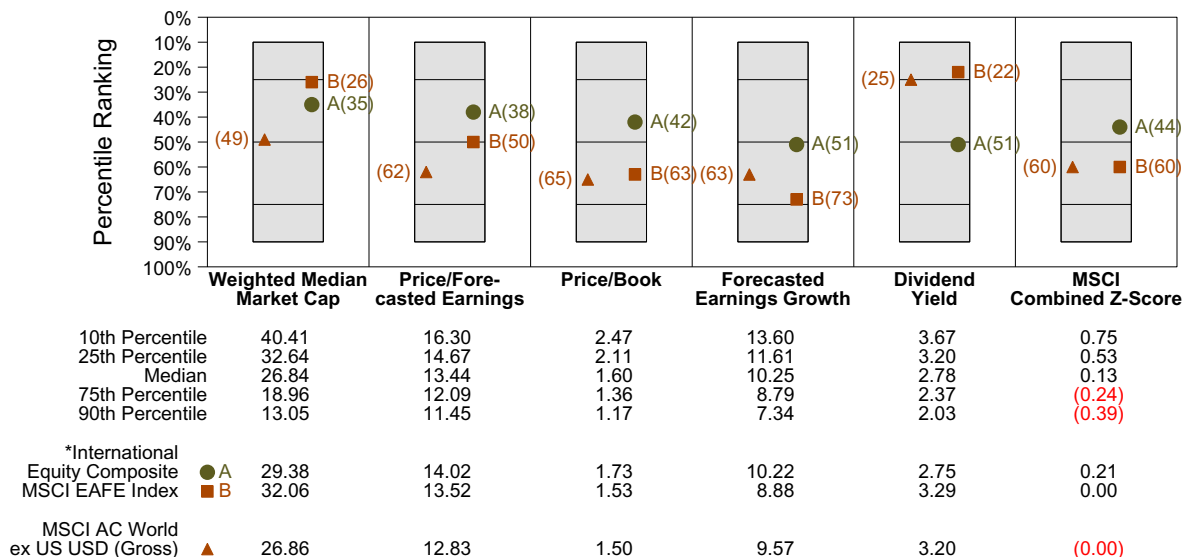 Percentile Ranking
0%
10%
20%
30%
40%
50%
60%
70%
80%
90%
100%
(49)
B(26)
A(35)
(62)
A(38)
B(50)
(65)
A(42)
B(63)
(63)
A(51)
B(73)
(25)
B(22)
A(51)
(60)
A(44)
B(60)
Weighted Median
Market Cap
Price/Fore-
casted Earnings
Price/Book
Forecasted
Earnings Growth
Dividend
Yield
MSCI
Combined Z-Score
10th Percentile 40.41 16.30 2.47 13.60 3.67 0.75
25th Percentile 32.64 14.67 2.11 11.61 3.20 0.53
Median 26.84 13.44 1.60 10.25 2.78 0.13
75th Percentile 18.96 12.09 1.36 8.79 2.37 (0.24)
90th Percentile 13.05 11.45 1.17 7.34 2.03 (0.39)
*International
Equity Composite A 29.38 14.02 1.73 10.22 2.75 0.21
MSCI EAFE Index B 32.06 13.52 1.53 8.88 3.29 0.00
MSCI AC World
ex US USD (Gross) 26.86 12.83 1.50 9.57 3.20 (0.00)